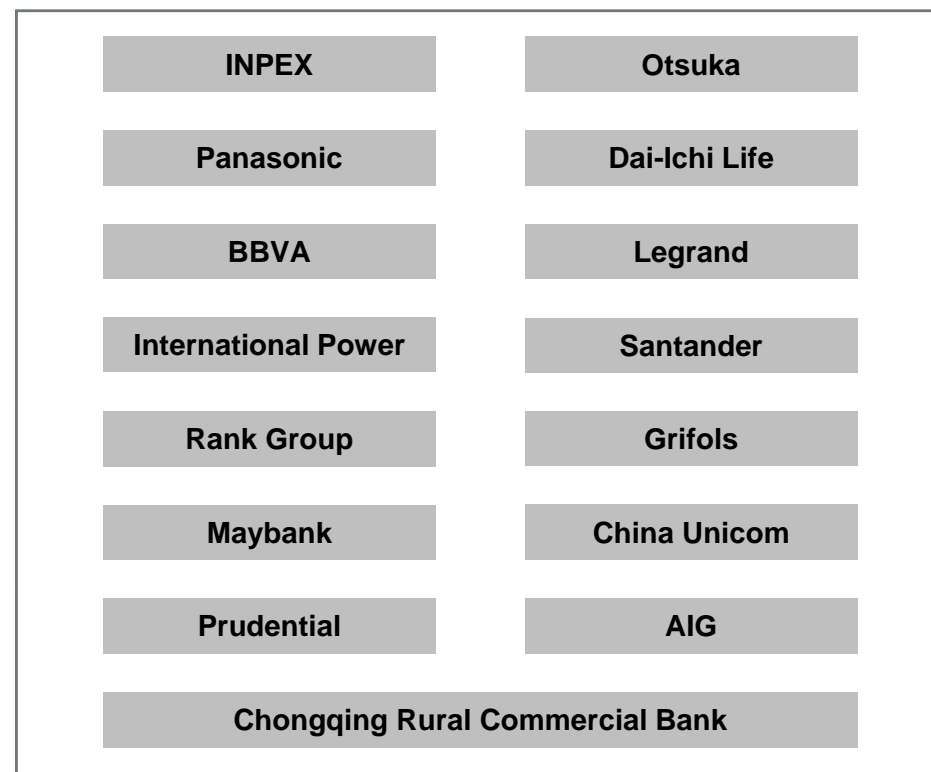 INPEX
Otsuka
Panasonic
Dai-Ichi Life
BBVA
Legrand
International Power
Santander
Rank Group
Grifols
Maybank
China Unicom
Prudential
AIG
Chongqing Rural Commercial Bank